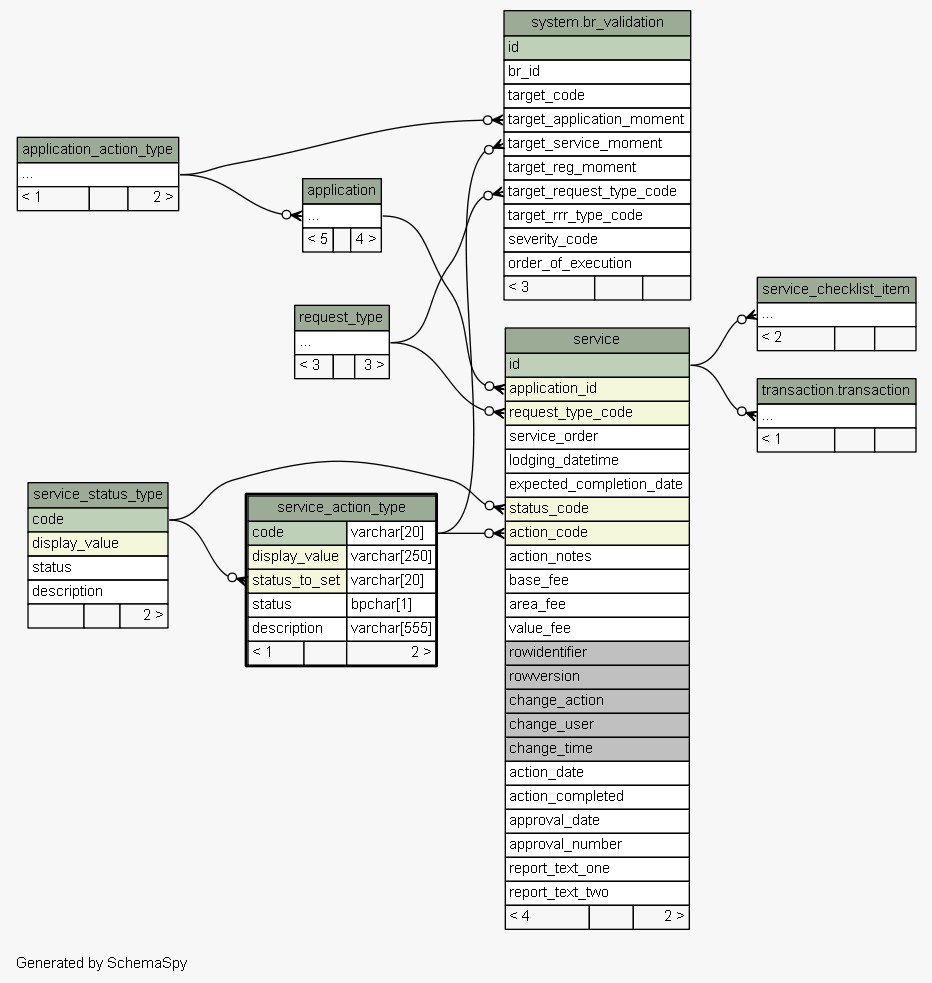 system.br_validation
id
br_id
target_code
target_application_moment
target_service_moment
target_reg_moment
target_request_type_code
target_rrr_type_code
severity_code
order_of_execution
< 3
application_action_type
...
< 1 2 >
application
...
< 5 4 >
request_type
...
< 3 3 >
service_checklist_item
...
< 2
transaction.transaction
...
< 1
service
id
application_id
request_type_code
service_order
lodging_datetime
expected_completion_date
status_code
action_code
action_notes
base_fee
area_fee
value_fee
rowidentifier
rowversion
change_action
change_user
change_time
action_date
action_completed
approval_date
approval_number
report_text_one
report_text_two
< 4 2 >
service_status_type
code
display_value
status
description
2 >
service_action_type
code varchar[20]
display_value varchar[250]
status_to_set varchar[20]
status bpchar[1]
description varchar[555]
< 1 2 >
Generated by SchemaSpy